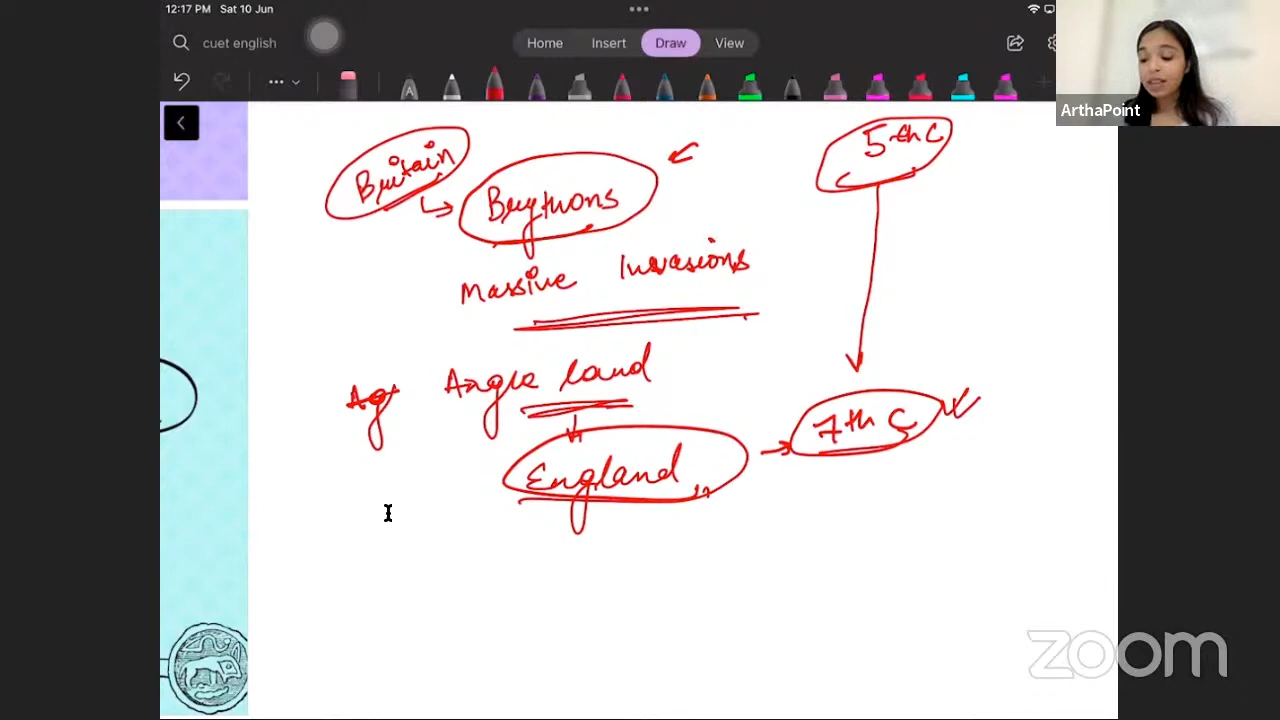 12:17 PM Sat 10 Jun
cuet english
Home Insert Draw View
A
ArthaPoint
5th C
Britain
Brythons
Massive Invasions
Ag Angle land
7th C
England
zoom